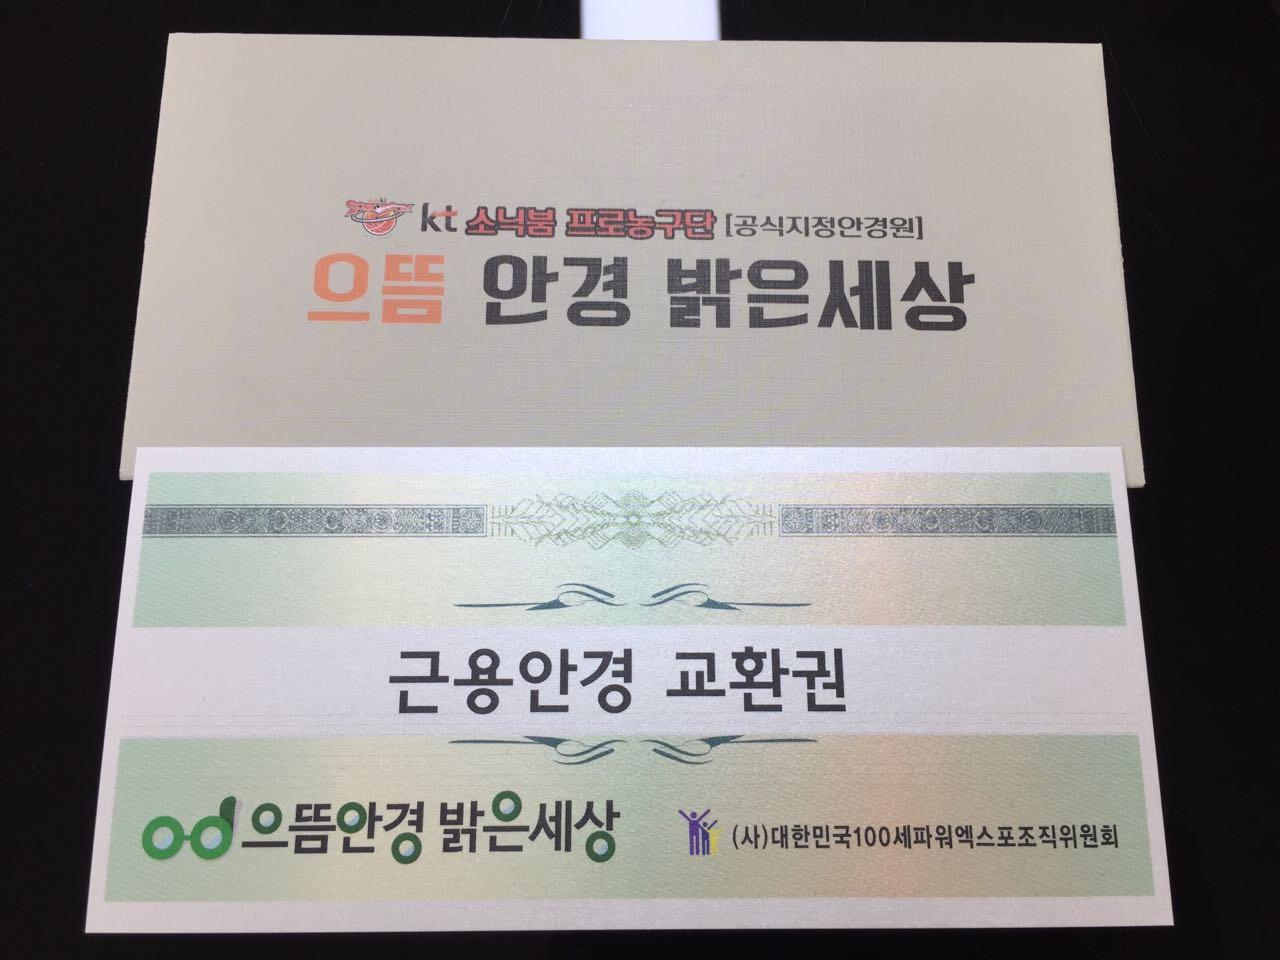 kt 소닉붐 프로농구단 [공식지정안경원]
으뜸 안경 밝은세상
근용안경 교환권
으뜸안경 밝은세상
(사)대한민국100세파워엑스포조직위원회